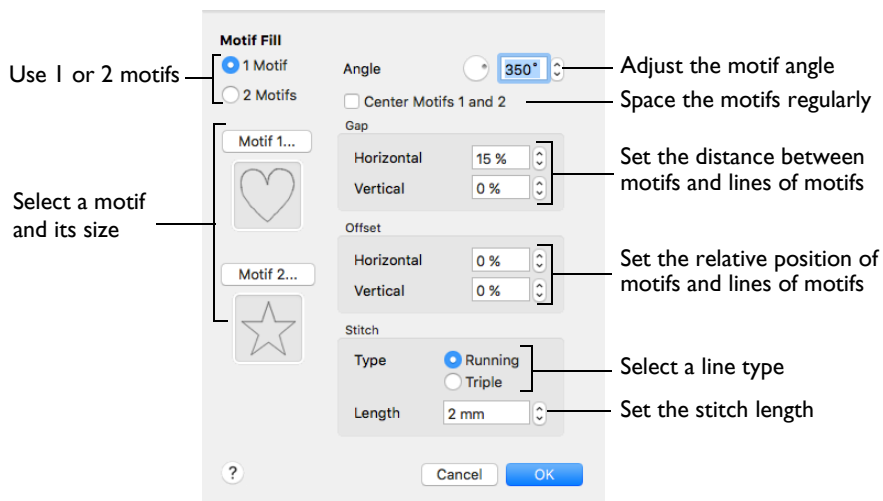 Motif Fill
Use 1 or 2 motifs
1 Motif
2 Motifs
Angle
350°
Adjust the motif angle
Center Motifs 1 and 2
Space the motifs regularly
Select a motif
and its size
Motif 1...
Motif 2...
Gap
Horizontal
15 %
Vertical
0 %
Set the distance between
motifs and lines of motifs
Offset
Horizontal
0 %
Vertical
0 %
Set the relative position of
motifs and lines of motifs
Stitch
Type
Running
Triple
Select a line type
Length
2 mm
Set the stitch length
?
Cancel
OK